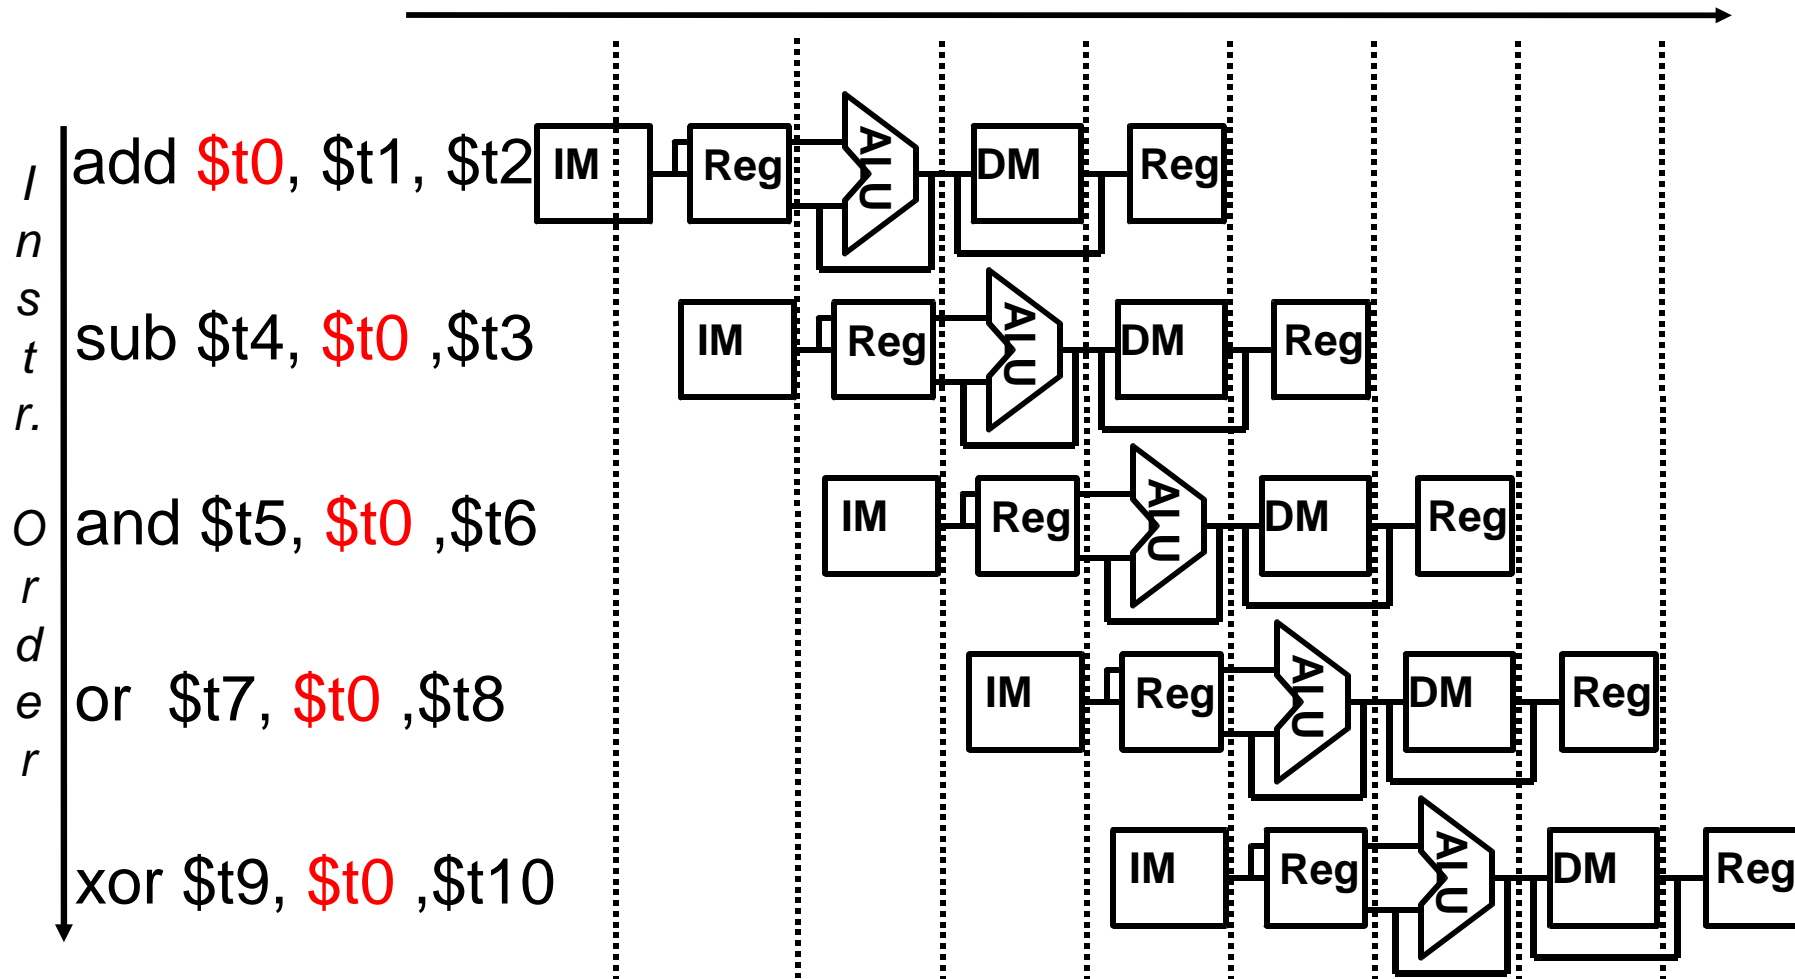 Instr. Order
add $t0, $t1, $t2 IM Reg ALU DM Reg
sub $t4, $t0 ,$t3 IM Reg ALU DM Reg
and $t5, $t0 ,$t6 IM Reg ALU DM Reg
or $t7, $t0 ,$t8 IM Reg ALU DM Reg
xor $t9, $t0 ,$t10 IM Reg ALU DM Reg